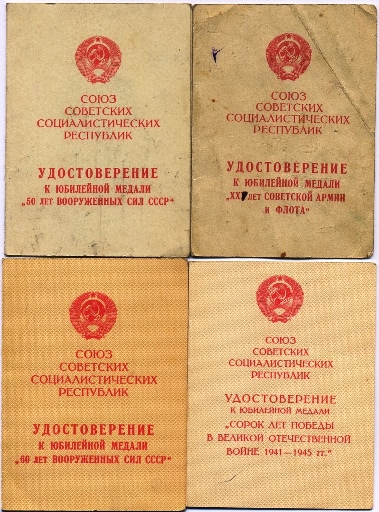 СОЮЗ
СОВЕТСКИХ
СОЦИАЛИСТИЧЕСКИХ
РЕСПУБЛИК
УДОСТОВЕРЕНИЕ
К ЮБИЛЕЙНОЙ МЕДАЛИ
„50 ЛЕТ ВООРУЖЕННЫХ СИЛ СССР“
СОЮЗ
СОВЕТСКИХ
СОЦИАЛИСТИЧЕСКИХ
РЕСПУБЛИК
УДОСТОВЕРЕНИЕ
К ЮБИЛЕЙНОЙ МЕДАЛИ
„XXX ЛЕТ СОВЕТСКОЙ АРМИИ
И ФЛОТА“
СОЮЗ
СОВЕТСКИХ
СОЦИАЛИСТИЧЕСКИХ
РЕСПУБЛИК
УДОСТОВЕРЕНИЕ
К ЮБИЛЕЙНОЙ МЕДАЛИ
„60 ЛЕТ ВООРУЖЕННЫХ СИЛ СССР“
СОЮЗ
СОВЕТСКИХ
СОЦИАЛИСТИЧЕСКИХ
РЕСПУБЛИК
УДОСТОВЕРЕНИЕ
К ЮБИЛЕЙНОЙ МЕДАЛИ
„СОРОК ЛЕТ ПОБЕДЫ
В ВЕЛИКОЙ ОТЕЧЕСТВЕННОЙ
ВОЙНЕ 1941—1945 гг.“